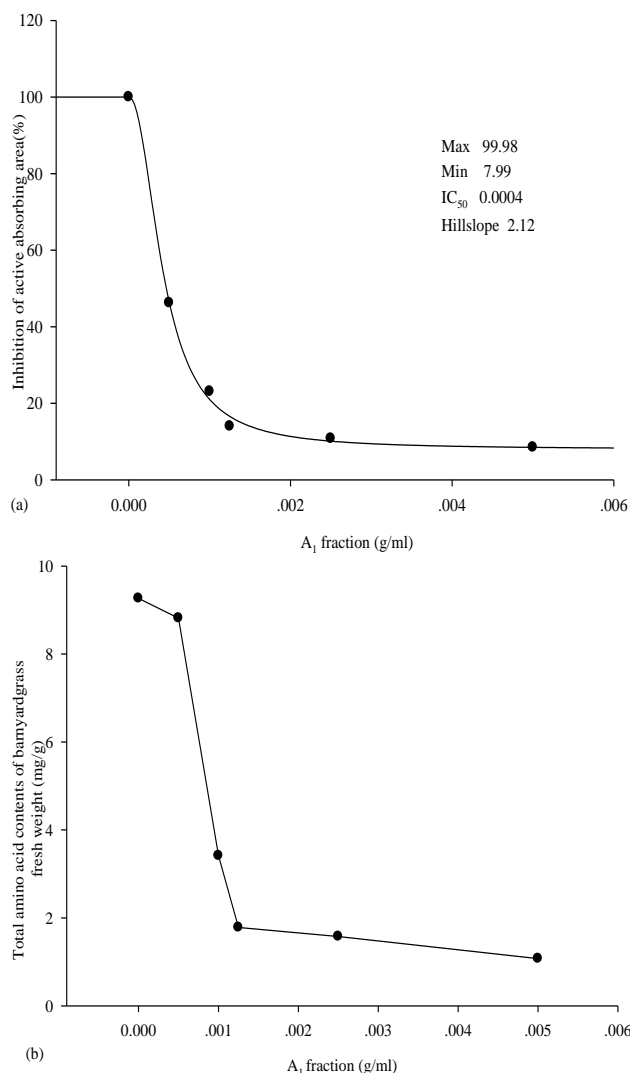 120
100
80
60
40
20
0
Inhibition of active absorbing area(%)
Max 99.98
Min 7.99
IC50 0.0004
Hillslope 2.12
(a)
0.000 .002 .004 .006
A1 fraction (g/ml)
10
8
6
4
2
0
Total amino acid contents of barnyardgrass
fresh weight (mg/g)
0.000 .001 .002 .003 .004 .005 .006
(b)
A1 fraction (g/ml)